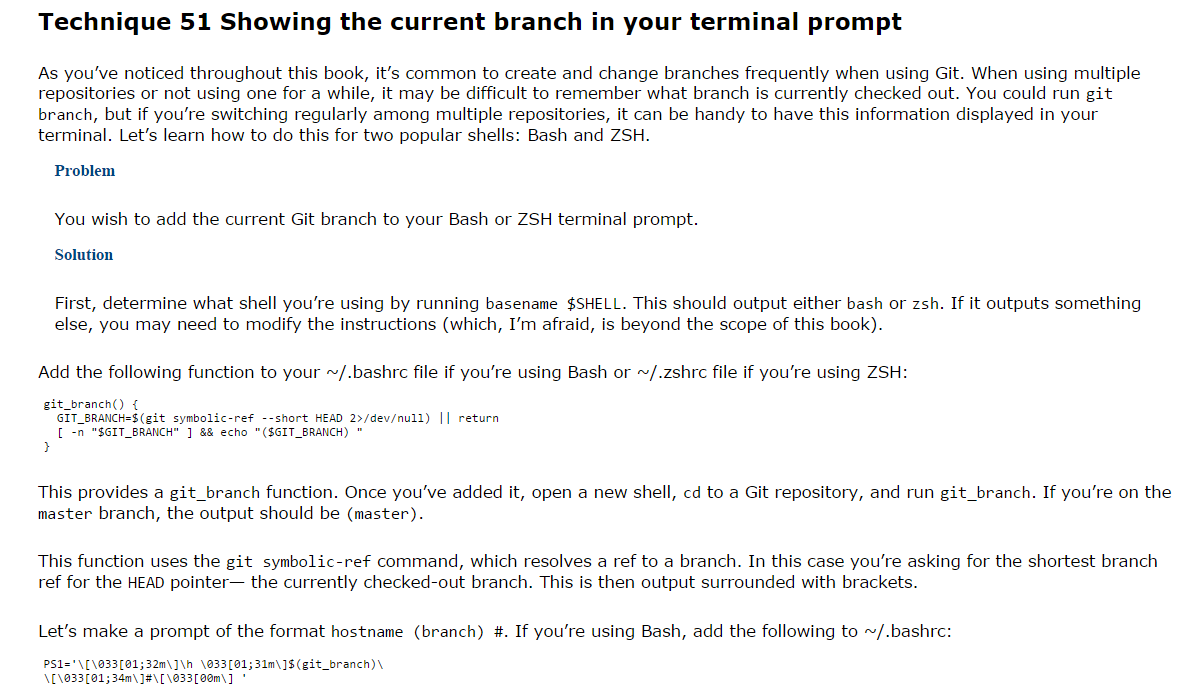 Technique 51 Showing the current branch in your terminal prompt
As you’ve noticed throughout this book, it’s common to create and change branches frequently when using Git. When using multiple
repositories or not using one for a while, it may be difficult to remember what branch is currently checked out. You could run git
branch, but if you’re switching regularly among multiple repositories, it can be handy to have this information displayed in your
terminal. Let’s learn how to do this for two popular shells: Bash and ZSH.
Problem
You wish to add the current Git branch to your Bash or ZSH terminal prompt.
Solution
First, determine what shell you’re using by running basename $SHELL. This should output either bash or zsh. If it outputs something
else, you may need to modify the instructions (which, I’m afraid, is beyond the scope of this book).
Add the following function to your ~/.bashrc file if you’re using Bash or ~/.zshrc file if you’re using ZSH:
git_branch() {
  GIT_BRANCH=$(git symbolic-ref --short HEAD 2>/dev/null) || return
  [ -n "$GIT_BRANCH" ] && echo "($GIT_BRANCH) "
}
This provides a git_branch function. Once you’ve added it, open a new shell, cd to a Git repository, and run git_branch. If you’re on the
master branch, the output should be (master).
This function uses the git symbolic-ref command, which resolves a ref to a branch. In this case you’re asking for the shortest branch
ref for the HEAD pointer— the currently checked-out branch. This is then output surrounded with brackets.
Let’s make a prompt of the format hostname (branch) #. If you’re using Bash, add the following to ~/.bashrc:
PS1='\[\033[01;32m\]\h \033[01;31m\]$(git_branch)\
\[\033[01;34m\]#\[\033[00m\] '